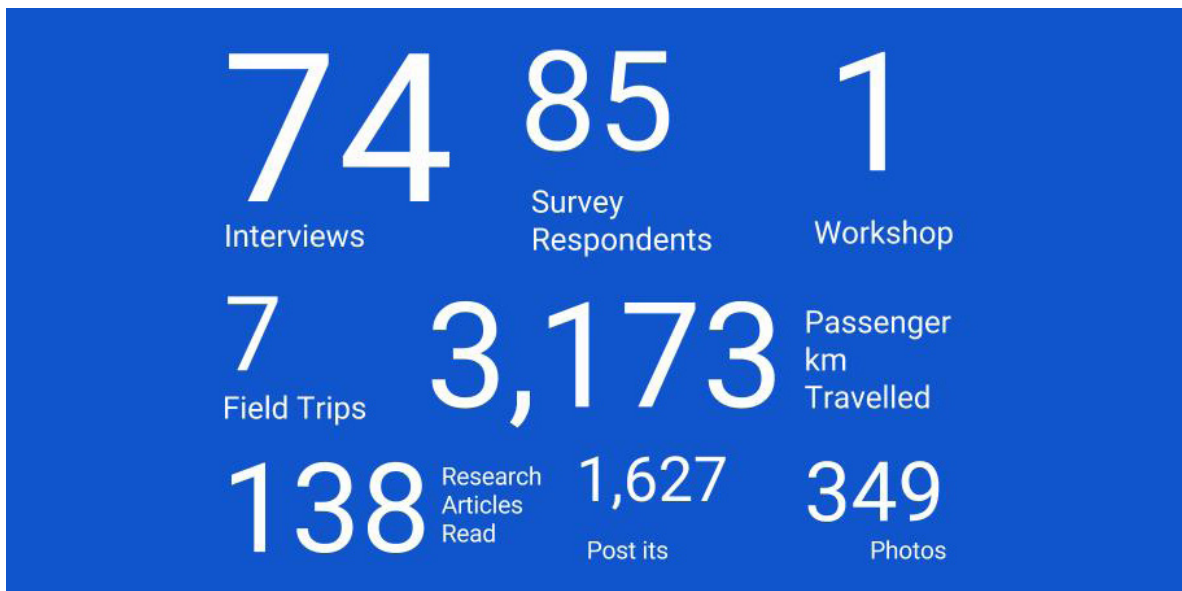 74
Interviews
85
Survey
Respondents
1
Workshop
7
Field Trips
3,173
Passenger
km
Travelled
138
Research
Articles
Read
1,627
Post its
349
Photos